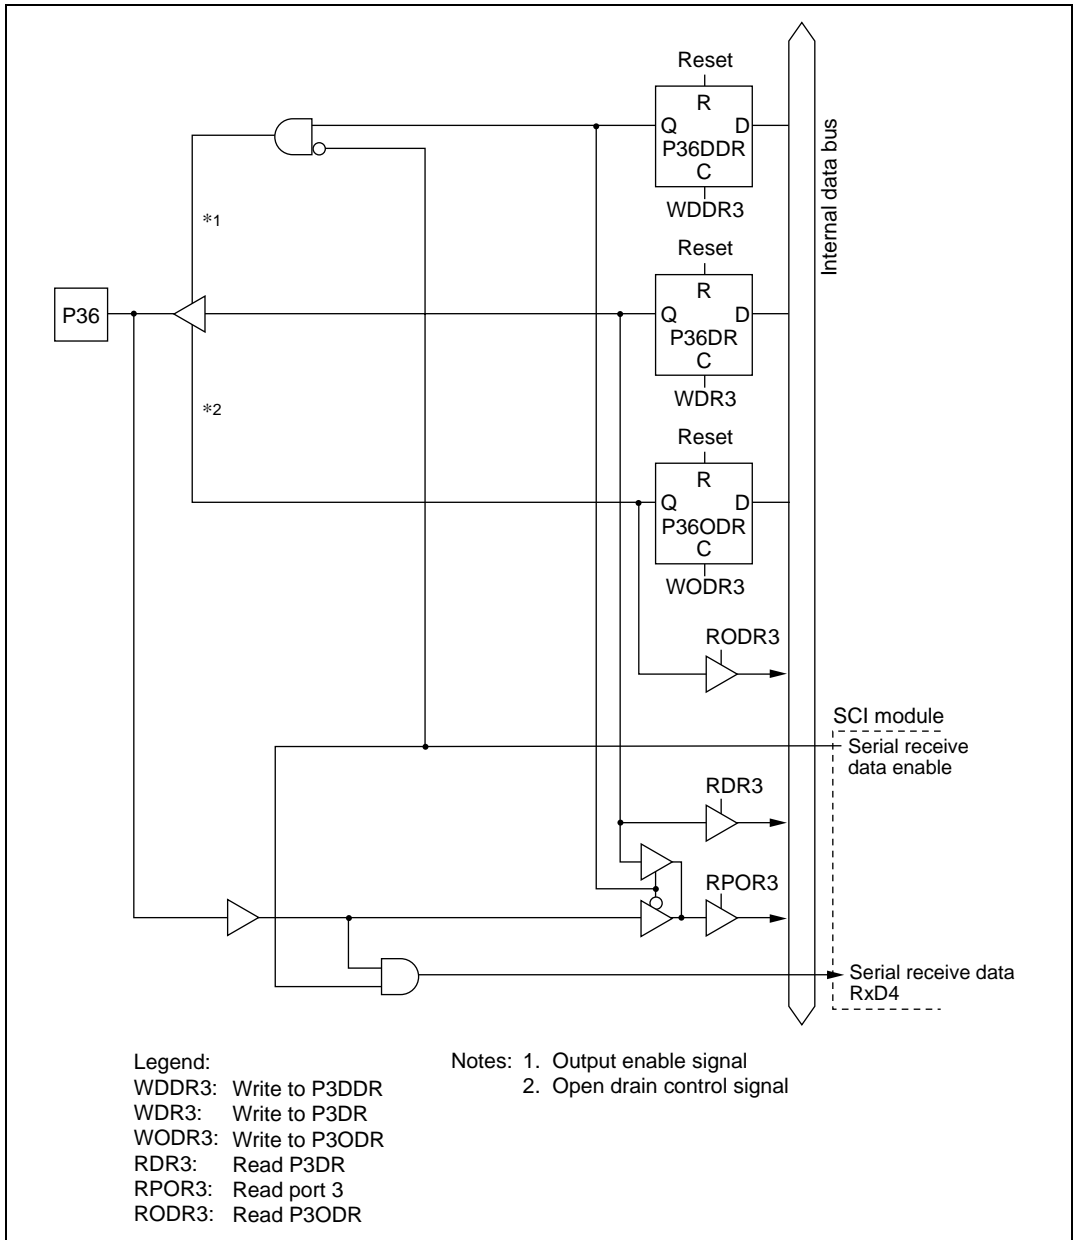 Reset
R
Q D
P36DDR
C
WDDR3
Internal data bus
*1
Reset
R
P36
Q D
P36DR
C
WDR3
*2
Reset
R
Q D
P36ODR
C
WODR3
RODR3
SCI module
Serial receive
data enable
RDR3
RPOR3
Serial receive data
RxD4
Legend:
WDDR3: Write to P3DDR
WDR3: Write to P3DR
WODR3: Write to P3ODR
RDR3: Read P3DR
RPOR3: Read port 3
RODR3: Read P3ODR
Notes: 1. Output enable signal
2. Open drain control signal